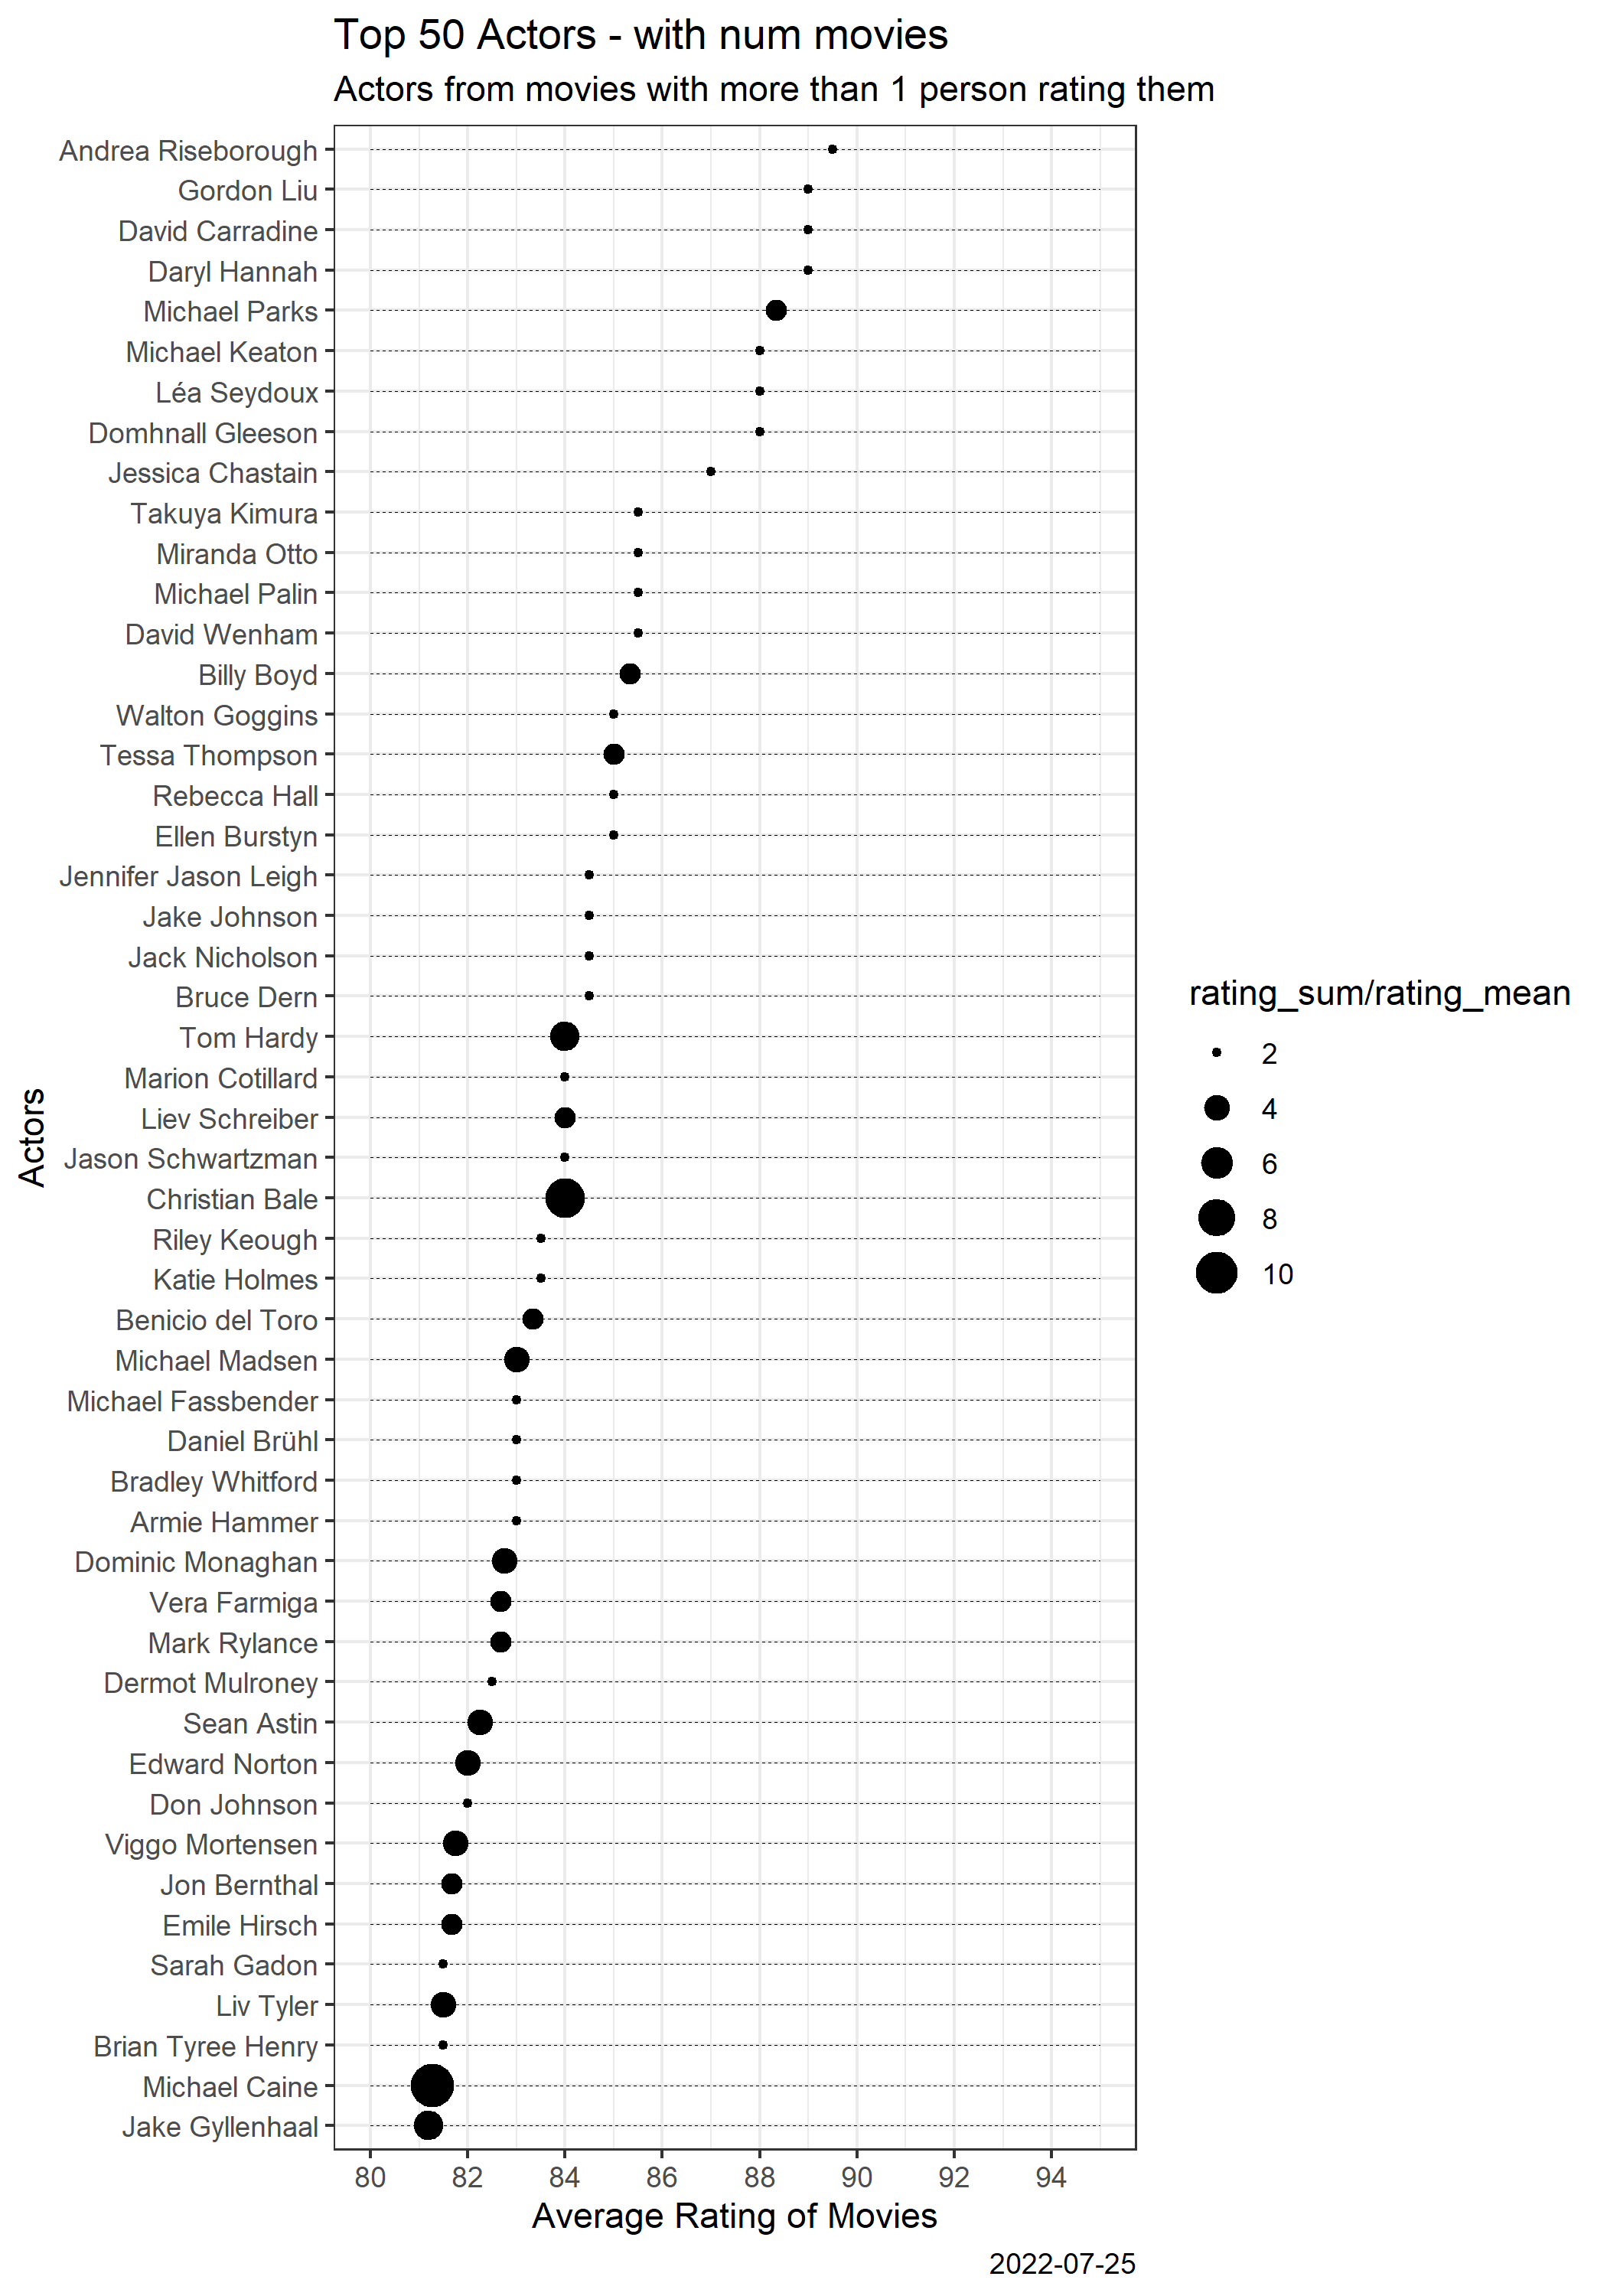 Top 50 Actors - with num movies
Actors from movies with more than 1 person rating them
Andrea Riseborough
Gordon Liu
David Carradine
Daryl Hannah
Michael Parks
Michael Keaton
Léa Seydoux
Domhnall Gleeson
Jessica Chastain
Takuya Kimura
Miranda Otto
Michael Palin
David Wenham
Billy Boyd
Walton Goggins
Tessa Thompson
Rebecca Hall
Ellen Burstyn
Jennifer Jason Leigh
Jake Johnson
Jack Nicholson
Bruce Dern
Tom Hardy
Marion Cotillard
Liev Schreiber
Jason Schwartzman
Christian Bale
Riley Keough
Katie Holmes
Benicio del Toro
Michael Madsen
Michael Fassbender
Daniel Brühl
Bradley Whitford
Armie Hammer
Dominic Monaghan
Vera Farmiga
Mark Rylance
Dermot Mulroney
Sean Astin
Edward Norton
Don Johnson
Viggo Mortensen
Jon Bernthal
Emile Hirsch
Sarah Gadon
Liv Tyler
Brian Tyree Henry
Michael Caine
Jake Gyllenhaal
Actors
80 82 84 86 88 90 92 94
Average Rating of Movies
rating_sum/rating_mean
2
4
6
8
10
2022-07-25